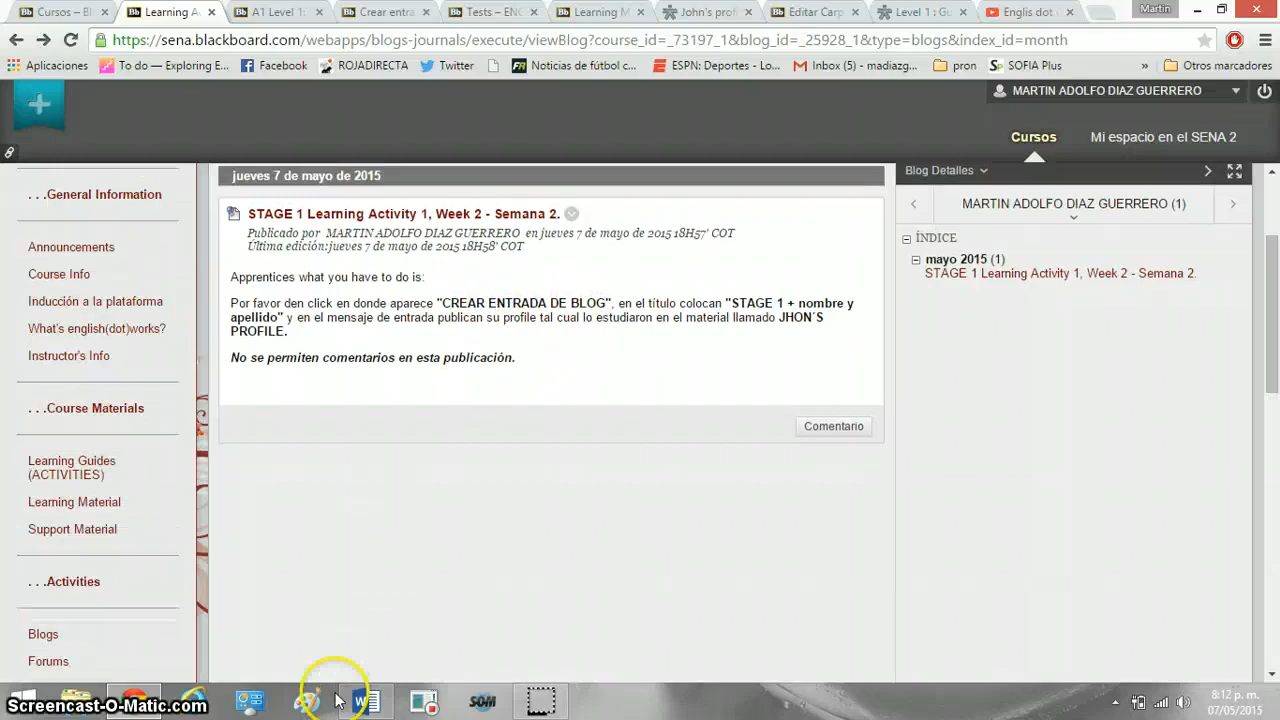 Cursos – Bl
Learning A
A1 Level 1:
Crear entra
Tests – ENG
Learning M
John's prof
Editar Carp
Level 1: Gu
Englis dot
Martin
https://sena.blackboard.com/webapps/blogs-journals/execute/viewBlog?course_id=_73197_1&blog_id=_25928_1&type=blogs&index_id=month
Aplicaciones
To do — Exploring E...
Facebook
ROJADIRECTA
Twitter
Noticias de fútbol c...
ESPN: Deportes - Lo...
Inbox (5) - madiazg...
pron
SOFIA Plus
»
Otros marcadores
MARTIN ADOLFO DIAZ GUERRERO
Cursos
Mi espacio en el SENA 2
. . .General Information
Announcements
Course Info
Inducción a la plataforma
What's english(dot)works?
Instructor's Info
. . .Course Materials
Learning Guides
(ACTIVITIES)
Learning Material
Support Material
. . .Activities
Blogs
Forums
jueves 7 de mayo de 2015
STAGE 1 Learning Activity 1, Week 2 - Semana 2.
Publicado por MARTIN ADOLFO DIAZ GUERRERO en jueves 7 de mayo de 2015 18H57' COT
Última edición:jueves 7 de mayo de 2015 18H58' COT
Apprentices what you have to do is:
Por favor den click en donde aparece "CREAR ENTRADA DE BLOG", en el título colocan "STAGE 1 + nombre y
apellido" y en el mensaje de entrada publican su profile tal cual lo estudiaron en el material llamado JHON´S
PROFILE.
No se permiten comentarios en esta publicación.
Comentario
Blog Detalles
MARTIN ADOLFO DIAZ GUERRERO (1)
ÍNDICE
mayo 2015 (1)
STAGE 1 Learning Activity 1, Week 2 - Semana 2.
Screencast-O-Matic.com
SOM
8:12 p. m.
07/05/2015